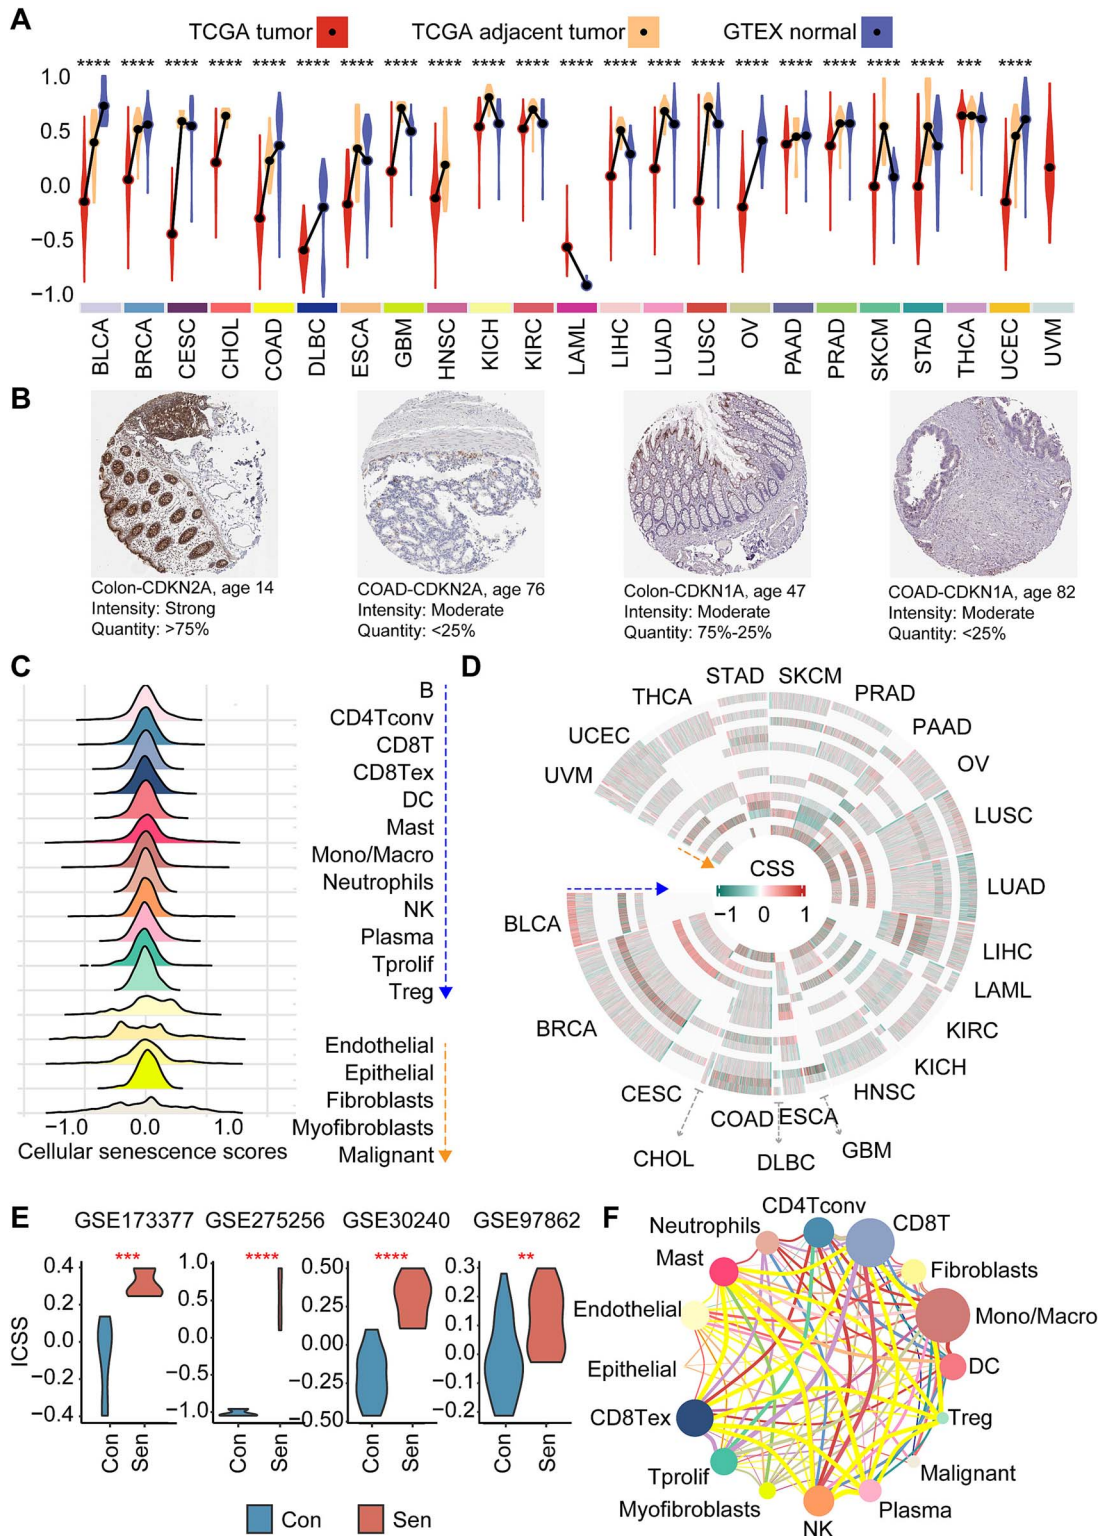 A
TCGA tumor
TCGA adjacent tumor
GTEX normal
**** **** **** **** **** **** **** **** **** **** **** **** **** **** **** **** **** **** **** **** *** ****
1.0
0.5
0.0
−0.5
−1.0
BLCA
BRCA
CESC
CHOL
COAD
DLBC
ESCA
GBM
HNSC
KICH
KIRC
LAML
LIHC
LUAD
LUSC
OV
PAAD
PRAD
SKCM
STAD
THCA
UCEC
UVM
B
Colon-CDKN2A, age 14
Intensity: Strong
Quantity: >75%
COAD-CDKN2A, age 76
Intensity: Moderate
Quantity: <25%
Colon-CDKN1A, age 47
Intensity: Moderate
Quantity: 75%-25%
COAD-CDKN1A, age 82
Intensity: Moderate
Quantity: <25%
C
B
CD4Tconv
CD8T
CD8Tex
DC
Mast
Mono/Macro
Neutrophils
NK
Plasma
Tprolif
Treg
Endothelial
Epithelial
Fibroblasts
Myofibroblasts
Malignant
−1.0 0.0 1.0
Cellular senescence scores
D
STAD
SKCM
PRAD
PAAD
OV
LUSC
LUAD
LIHC
LAML
KIRC
KICH
HNSC
GBM
ESCA
DLBC
COAD
CHOL
CESC
BRCA
BLCA
UVM
UCEC
THCA
CSS
−1 0 1
E
ICSS
GSE173377
***
0.4
0.2
0.0
−0.2
−0.4
Con
Sen
GSE275256
****
1.0
0.5
0.0
−0.5
−1.0
Con
Sen
GSE30240
****
0.50
0.25
0.00
−0.25
−0.50
Con
Sen
GSE97862
**
0.3
0.2
0.1
0.0
−0.1
−0.2
Con
Sen
Con
Sen
F
CD4Tconv
CD8T
Fibroblasts
Mono/Macro
DC
Treg
Malignant
Plasma
NK
Myofibroblasts
Tprolif
CD8Tex
Epithelial
Endothelial
Mast
Neutrophils